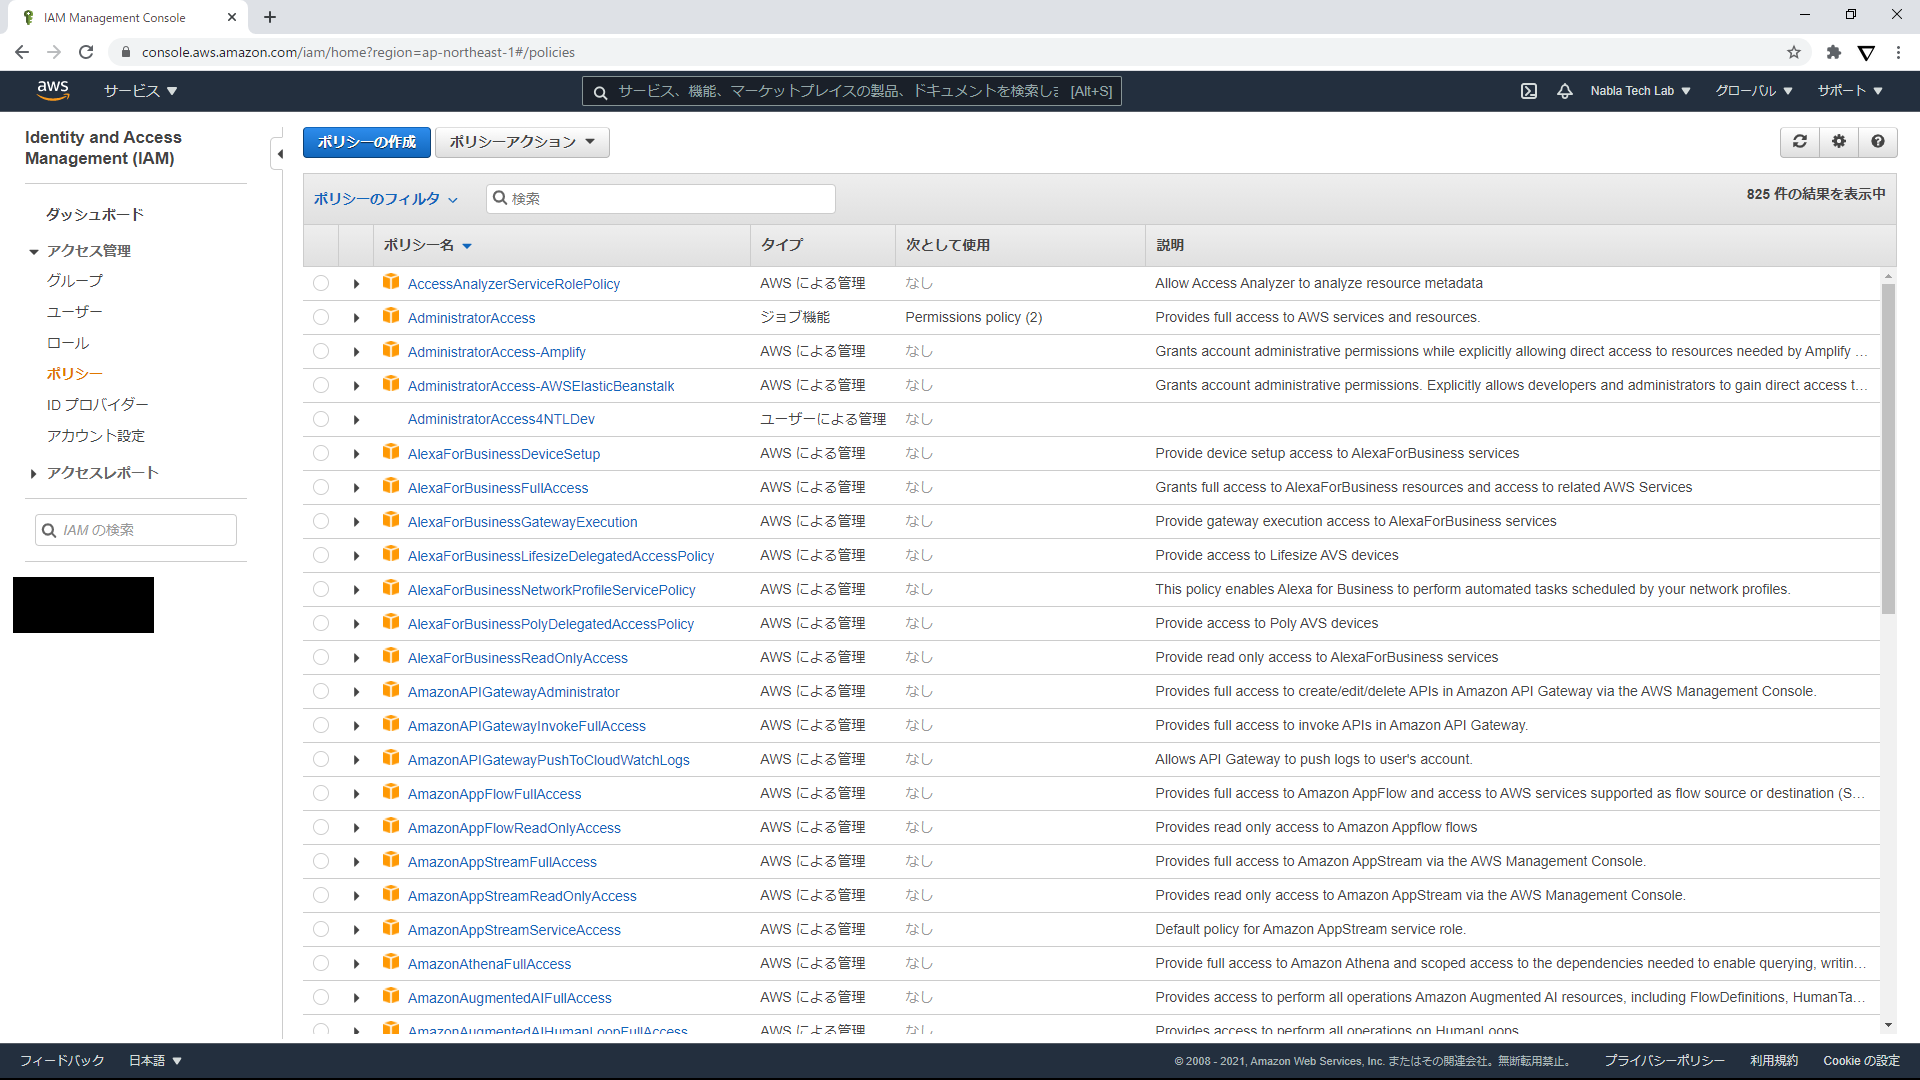 IAM Management Console
console.aws.amazon.com/iam/home?region=ap-northeast-1#/policies
aws
サービス
サービス、機能、マーケットプレイスの製品、ドキュメントを検索しま [Alt+S]
Nabla Tech Lab
グローバル
サポート
Identity and Access
Management (IAM)
ダッシュボード
アクセス管理
グループ
ユーザー
ロール
ポリシー
ID プロバイダー
アカウント設定
アクセスレポート
IAM の検索
ポリシーの作成
ポリシーアクション
ポリシーのフィルタ
検索
825 件の結果を表示中
ポリシー名 タイプ 次として使用 説明
AccessAnalyzerServiceRolePolicy AWS による管理 なし Allow Access Analyzer to analyze resource metadata
AdministratorAccess ジョブ機能 Permissions policy (2) Provides full access to AWS services and resources.
AdministratorAccess-Amplify AWS による管理 なし Grants account administrative permissions while explicitly allowing direct access to resources needed by Amplify ...
AdministratorAccess-AWSElasticBeanstalk AWS による管理 なし Grants account administrative permissions. Explicitly allows developers and administrators to gain direct access t...
AdministratorAccess4NTLDev ユーザーによる管理 なし
AlexaForBusinessDeviceSetup AWS による管理 なし Provide device setup access to AlexaForBusiness services
AlexaForBusinessFullAccess AWS による管理 なし Grants full access to AlexaForBusiness resources and access to related AWS Services
AlexaForBusinessGatewayExecution AWS による管理 なし Provide gateway execution access to AlexaForBusiness services
AlexaForBusinessLifesizeDelegatedAccessPolicy AWS による管理 なし Provide access to Lifesize AVS devices
AlexaForBusinessNetworkProfileServicePolicy AWS による管理 なし This policy enables Alexa for Business to perform automated tasks scheduled by your network profiles.
AlexaForBusinessPolyDelegatedAccessPolicy AWS による管理 なし Provide access to Poly AVS devices
AlexaForBusinessReadOnlyAccess AWS による管理 なし Provide read only access to AlexaForBusiness services
AmazonAPIGatewayAdministrator AWS による管理 なし Provides full access to create/edit/delete APIs in Amazon API Gateway via the AWS Management Console.
AmazonAPIGatewayInvokeFullAccess AWS による管理 なし Provides full access to invoke APIs in Amazon API Gateway.
AmazonAPIGatewayPushToCloudWatchLogs AWS による管理 なし Allows API Gateway to push logs to user's account.
AmazonAppFlowFullAccess AWS による管理 なし Provides full access to Amazon AppFlow and access to AWS services supported as flow source or destination (S...
AmazonAppFlowReadOnlyAccess AWS による管理 なし Provides read only access to Amazon Appflow flows
AmazonAppStreamFullAccess AWS による管理 なし Provides full access to Amazon AppStream via the AWS Management Console.
AmazonAppStreamReadOnlyAccess AWS による管理 なし Provides read only access to Amazon AppStream via the AWS Management Console.
AmazonAppStreamServiceAccess AWS による管理 なし Default policy for Amazon AppStream service role.
AmazonAthenaFullAccess AWS による管理 なし Provide full access to Amazon Athena and scoped access to the dependencies needed to enable querying, writin...
AmazonAugmentedAIFullAccess AWS による管理 なし Provides access to perform all operations Amazon Augmented AI resources, including FlowDefinitions, HumanTa...
AmazonAugmentedAIHumanLoopFullAccess AWS による管理 なし Provides access to perform all operations on HumanLoops.
フィードバック
日本語
© 2008 - 2021, Amazon Web Services, Inc. またはその関連会社。無断転用禁止。
プライバシーポリシー
利用規約
Cookie の設定